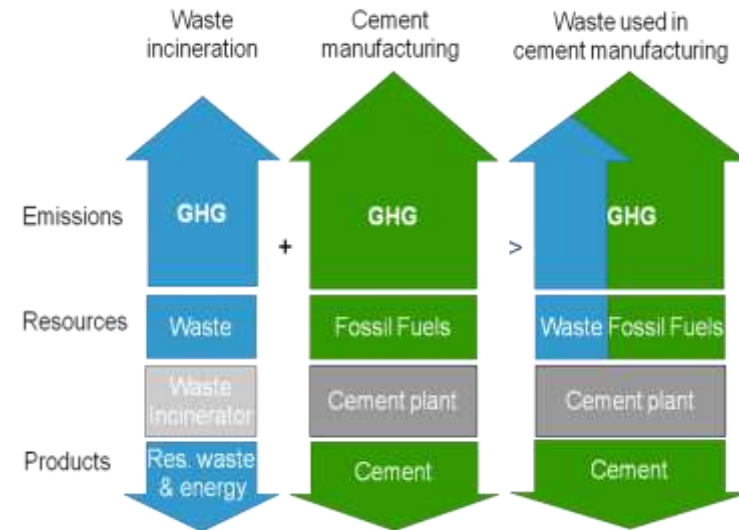 Waste
incineration
Cement
manufacturing
Waste used in
cement manufacturing
Emissions
GHG
+
GHG
>
GHG
Resources
Waste
Fossil Fuels
Waste Fossil Fuels
Waste
incinerator
Cement plant
Cement plant
Products
Res. waste
& energy
Cement
Cement